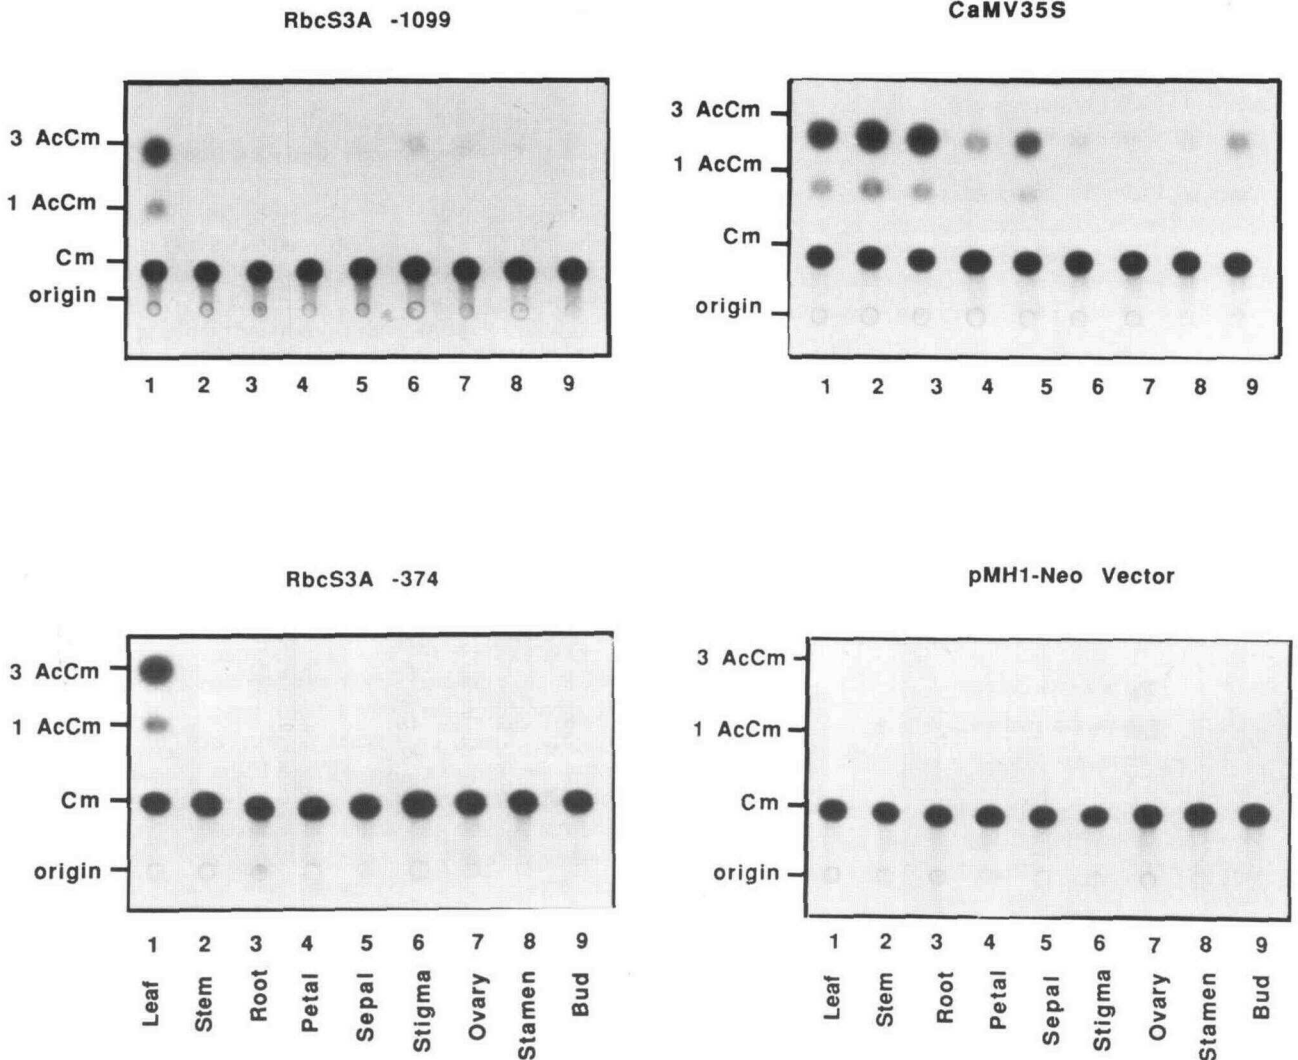 RbcS3A -1099
3 AcCm
1 AcCm
Cm
origin
1 2 3 4 5 6 7 8 9
CaMV35S
3 AcCm
1 AcCm
Cm
origin
1 2 3 4 5 6 7 8 9
RbcS3A -374
3 AcCm
1 AcCm
Cm
origin
1 2 3 4 5 6 7 8 9
Leaf Stem Root Petal Sepal Stigma Ovary Stamen Bud
pMH1-Neo Vector
3 AcCm
1 AcCm
Cm
origin
1 2 3 4 5 6 7 8 9
Leaf Stem Root Petal Sepal Stigma Ovary Stamen Bud